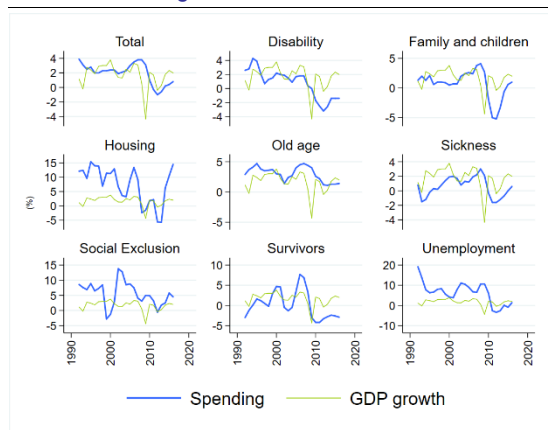 Total Disability Family and children
4 4 5
2 2
0 0 0
-2 -2
-4 -4 -5
Housing Old age Sickness
15 5 4
10 2
5 0 0
0 -2
-5 -5 -4
(%)
Social Exclusion Survivors Unemployment
15 10 20
10 5
5 10
0 0 0
-5 -5 -10
1990 2000 2010 2020 1990 2000 2010 2020 1990 2000 2010 2020
Spending GDP growth